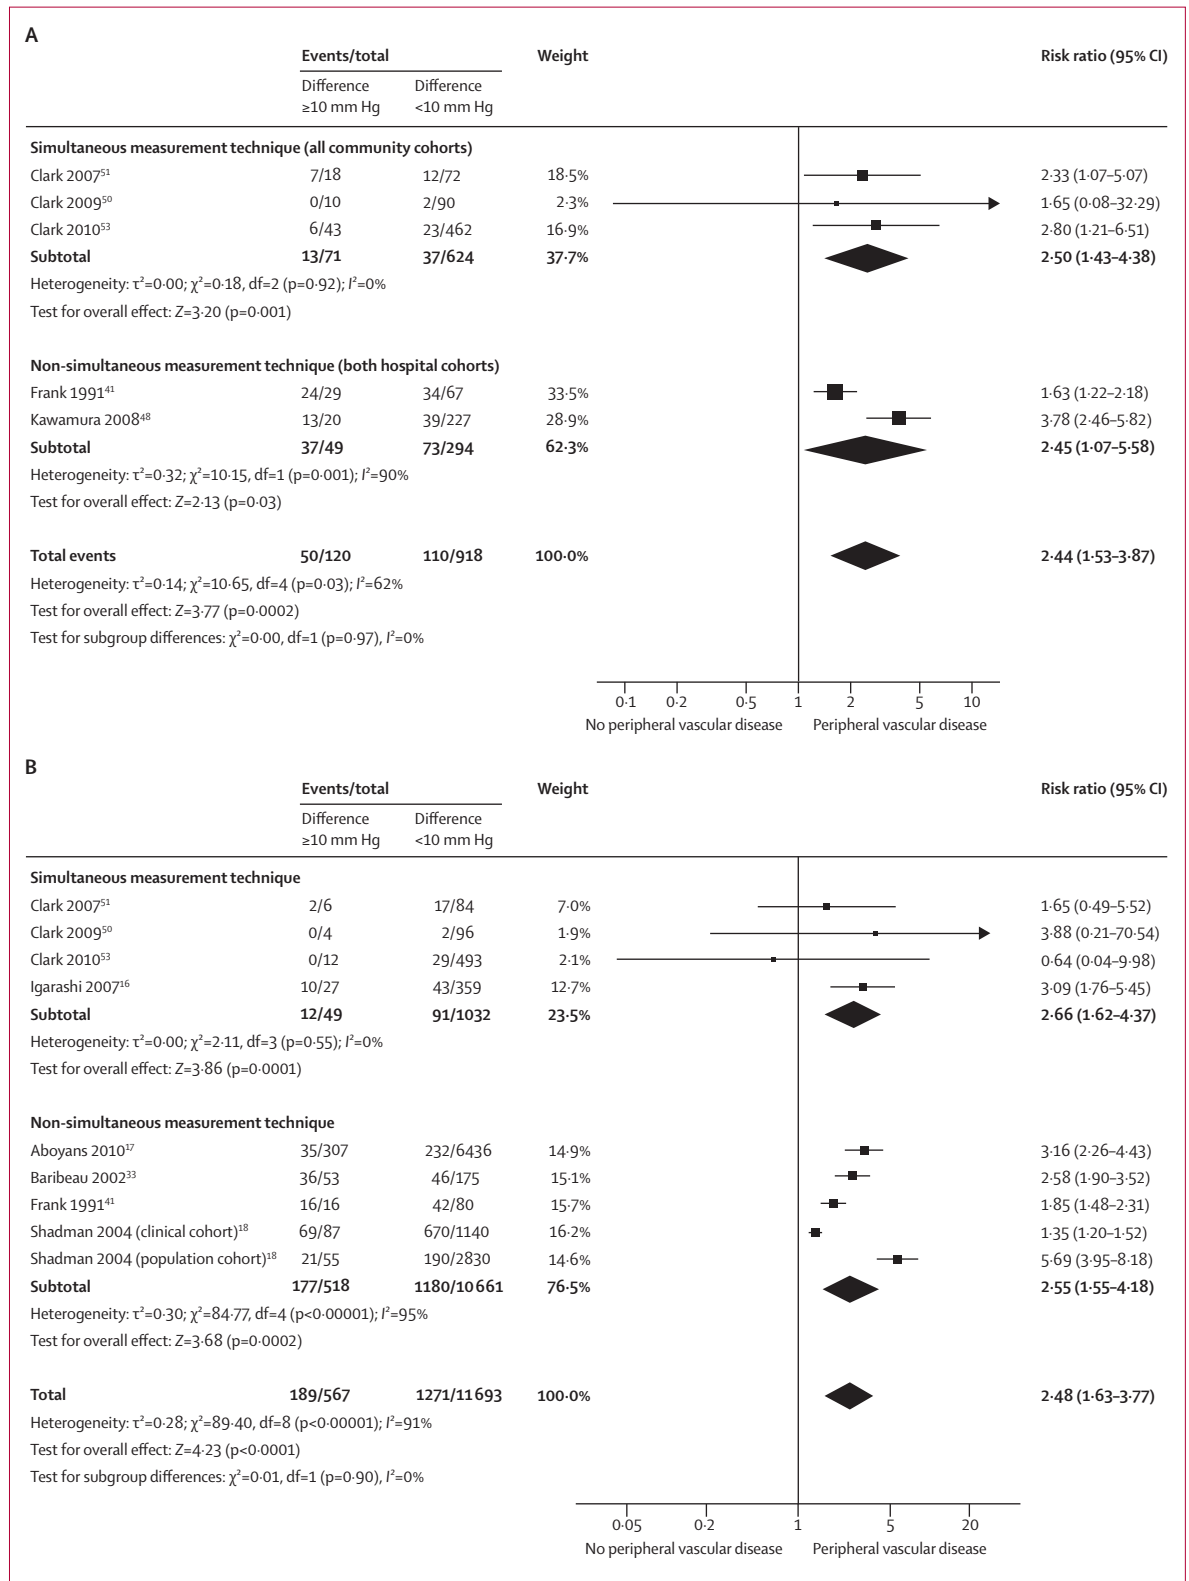 A
Events/total Weight Risk ratio (95% CI)
Difference ≥10 mm Hg Difference <10 mm Hg
Simultaneous measurement technique (all community cohorts)
Clark 2007⁵¹ 7/18 12/72 18·5% 2·33 (1·07–5·07)
Clark 2009⁵⁰ 0/10 2/90 2·3% 1·65 (0·08–32·29)
Clark 2010⁵³ 6/43 23/462 16·9% 2·80 (1·21–6·51)
Subtotal 13/71 37/624 37·7% 2·50 (1·43–4·38)
Heterogeneity: τ²=0·00; χ²=0·18, df=2 (p=0·92); I²=0%
Test for overall effect: Z=3·20 (p=0·001)
Non-simultaneous measurement technique (both hospital cohorts)
Frank 1991⁴¹ 24/29 34/67 33·5% 1·63 (1·22–2·18)
Kawamura 2008⁴⁸ 13/20 39/227 28·9% 3·78 (2·46–5·82)
Subtotal 37/49 73/294 62·3% 2·45 (1·07–5·58)
Heterogeneity: τ²=0·32; χ²=10·15, df=1 (p=0·001); I²=90%
Test for overall effect: Z=2·13 (p=0·03)
Total events 50/120 110/918 100·0% 2·44 (1·53–3·87)
Heterogeneity: τ²=0·14; χ²=10·65, df=4 (p=0·03); I²=62%
Test for overall effect: Z=3·77 (p=0·0002)
Test for subgroup differences: χ²=0·00, df=1 (p=0·97), I²=0%
0·1 0·2 0·5 1 2 5 10
No peripheral vascular disease Peripheral vascular disease
B
Events/total Weight Risk ratio (95% CI)
Difference ≥10 mm Hg Difference <10 mm Hg
Simultaneous measurement technique
Clark 2007⁵¹ 2/6 17/84 7·0% 1·65 (0·49–5·52)
Clark 2009⁵⁰ 0/4 2/96 1·9% 3·88 (0·21–70·54)
Clark 2010⁵³ 0/12 29/493 2·1% 0·64 (0·04–9·98)
Igarashi 2007¹⁶ 10/27 43/359 12·7% 3·09 (1·76–5·45)
Subtotal 12/49 91/1032 23·5% 2·66 (1·62–4·37)
Heterogeneity: τ²=0·00; χ²=2·11, df=3 (p=0·55); I²=0%
Test for overall effect: Z=3·86 (p=0·0001)
Non-simultaneous measurement technique
Aboyans 2010¹⁷ 35/307 232/6436 14·9% 3·16 (2·26–4·43)
Baribeau 2002³³ 36/53 46/175 15·1% 2·58 (1·90–3·52)
Frank 1991⁴¹ 16/16 42/80 15·7% 1·85 (1·48–2·31)
Shadman 2004 (clinical cohort)¹⁸ 69/87 670/1140 16·2% 1·35 (1·20–1·52)
Shadman 2004 (population cohort)¹⁸ 21/55 190/2830 14·6% 5·69 (3·95–8·18)
Subtotal 177/518 1180/10 661 76·5% 2·55 (1·55–4·18)
Heterogeneity: τ²=0·30; χ²=84·77, df=4 (p<0·00001); I²=95%
Test for overall effect: Z=3·68 (p=0·0002)
Total 189/567 1271/11 693 100·0% 2·48 (1·63–3·77)
Heterogeneity: τ²=0·28; χ²=89·40, df=8 (p<0·00001); I²=91%
Test for overall effect: Z=4·23 (p<0·0001)
Test for subgroup differences: χ²=0·01, df=1 (p=0·90), I²=0%
0·05 0·2 1 5 20
No peripheral vascular disease Peripheral vascular disease